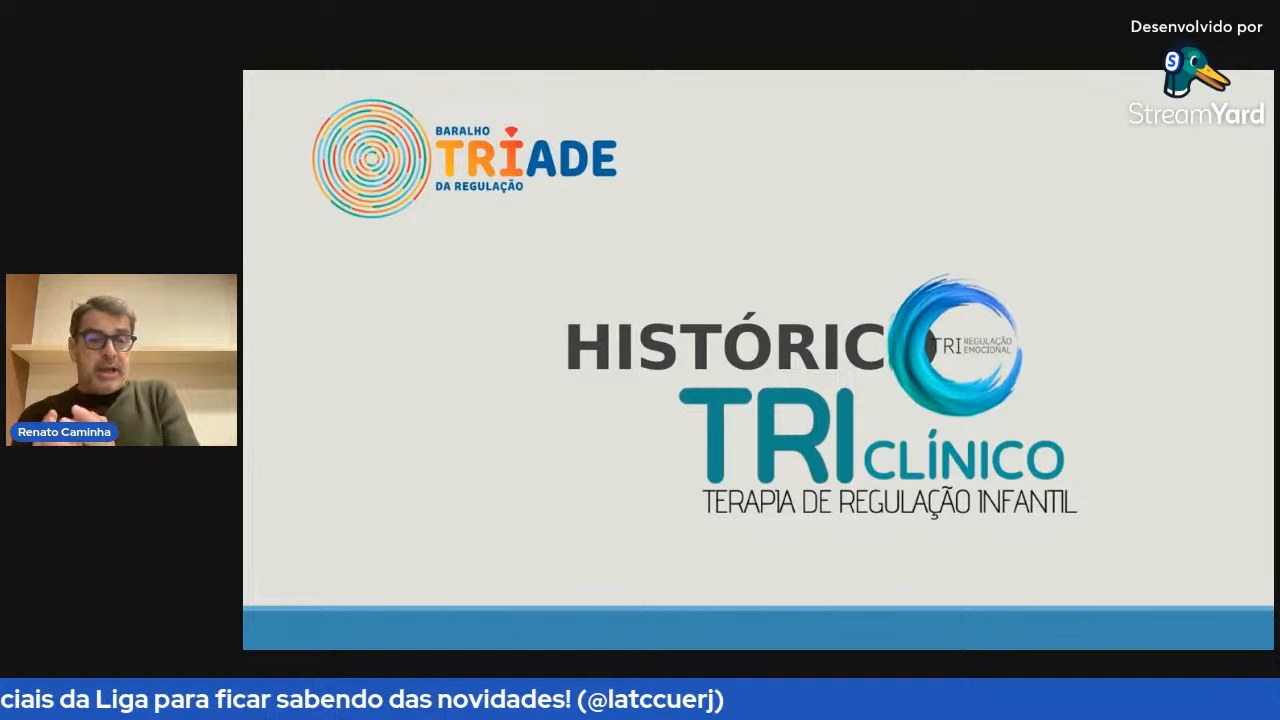 Desenvolvido por
S
StreamYard
BARALHO
TRIADE
DA REGULAÇÃO
HISTÓRICO
TRI REGULAÇÃO
EMOCIONAL
TRI CLÍNICO
TERAPIA DE REGULAÇÃO INFANTIL
Renato Caminha
ciais da Liga para ficar sabendo das novidades! (@latccuerj)